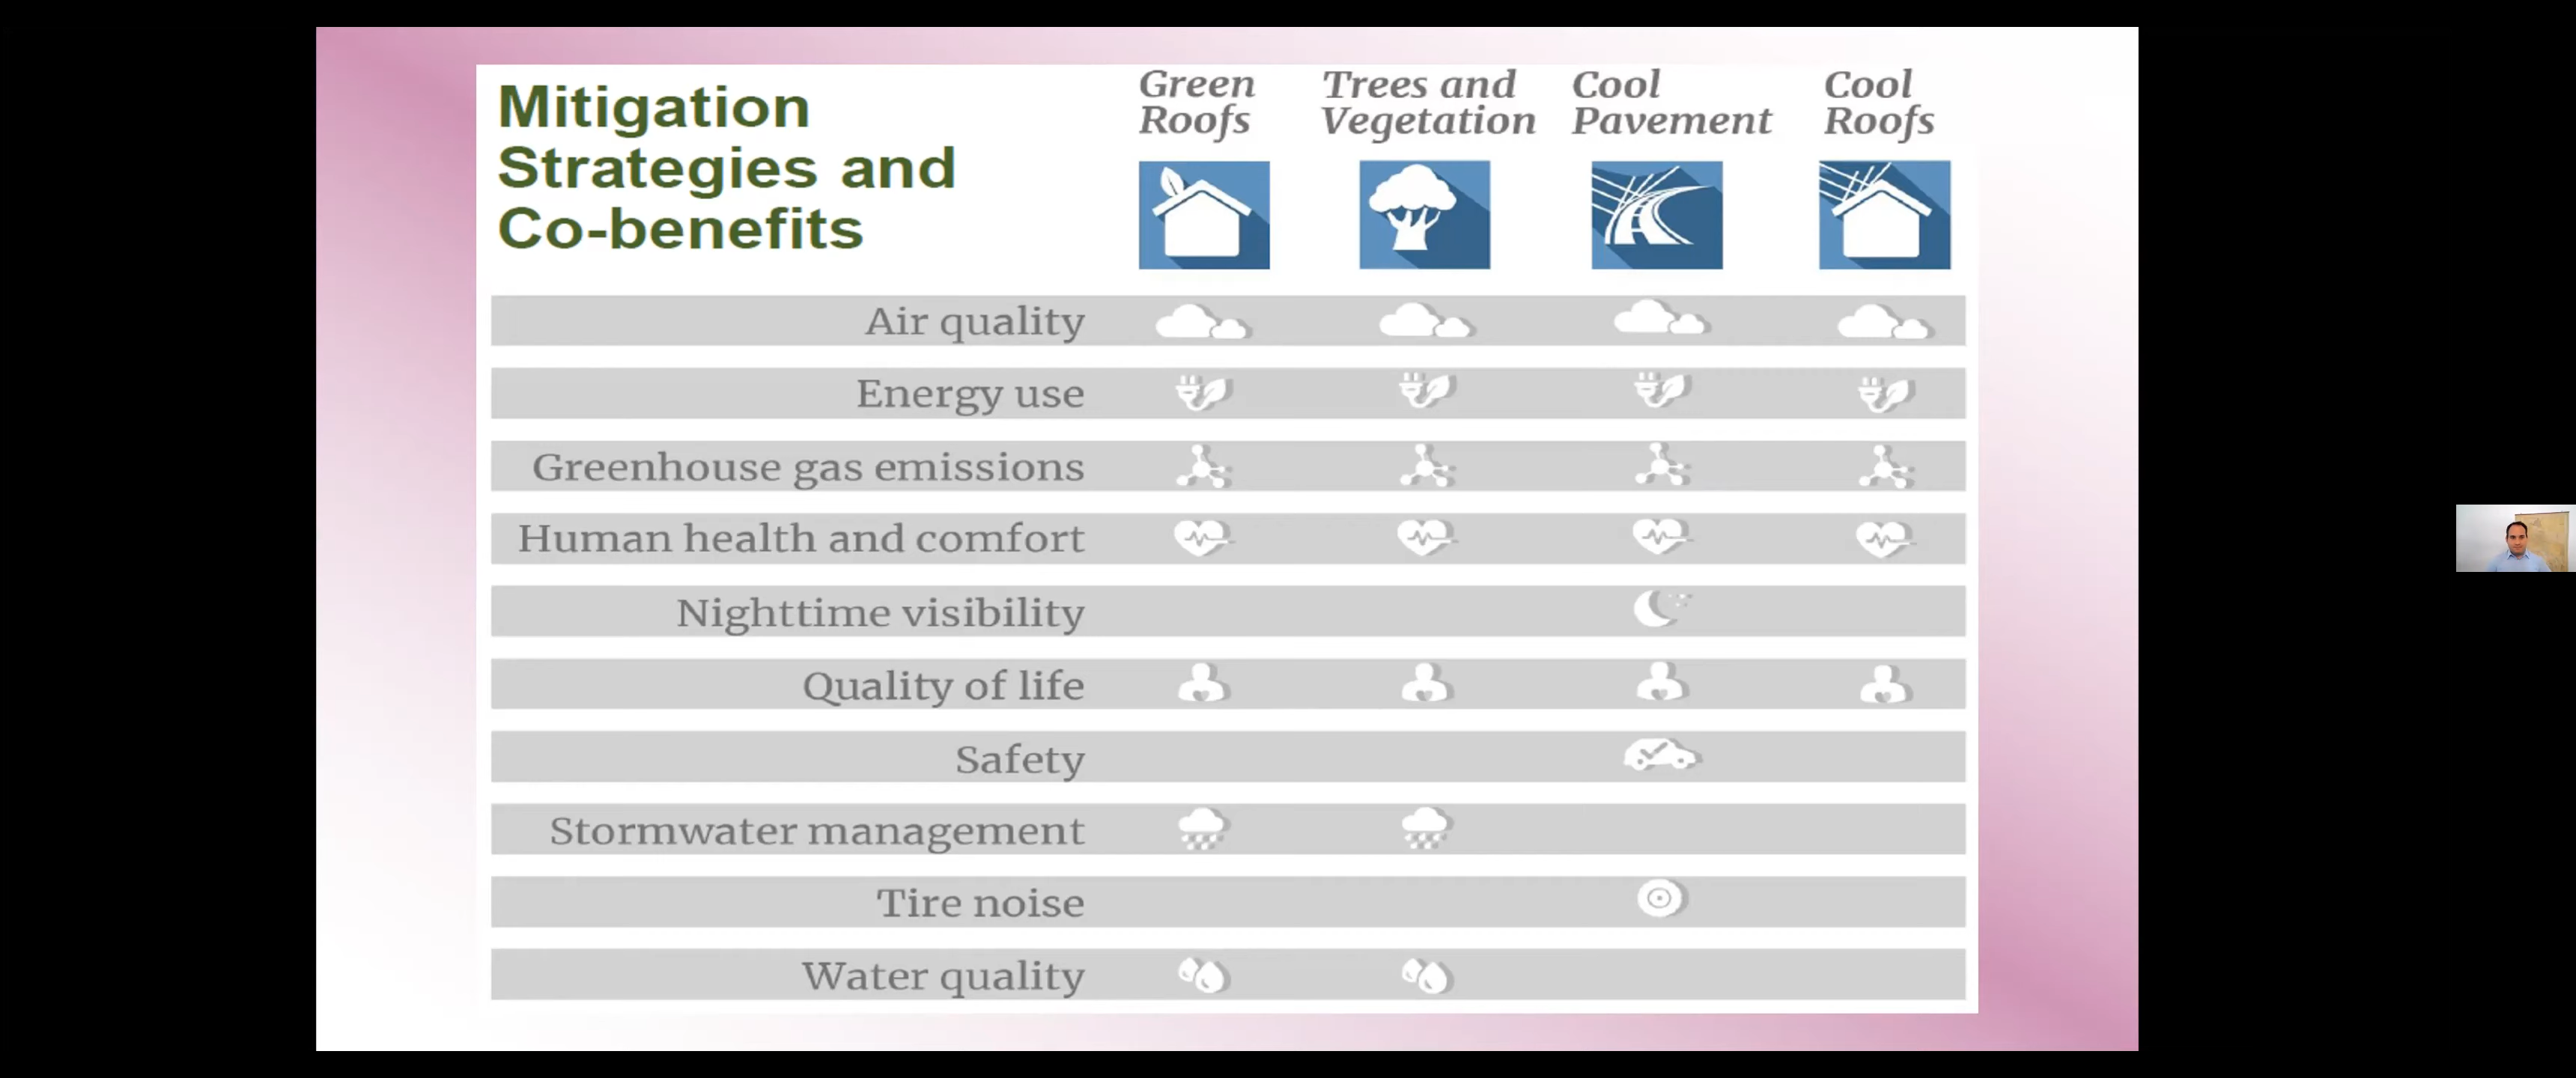 Mitigation
Strategies and
Co-benefits
Green
Roofs
Trees and
Vegetation
Cool
Pavement
Cool
Roofs
Air quality
Energy use
Greenhouse gas emissions
Human health and comfort
Nighttime visibility
Quality of life
Safety
Stormwater management
Tire noise
Water quality